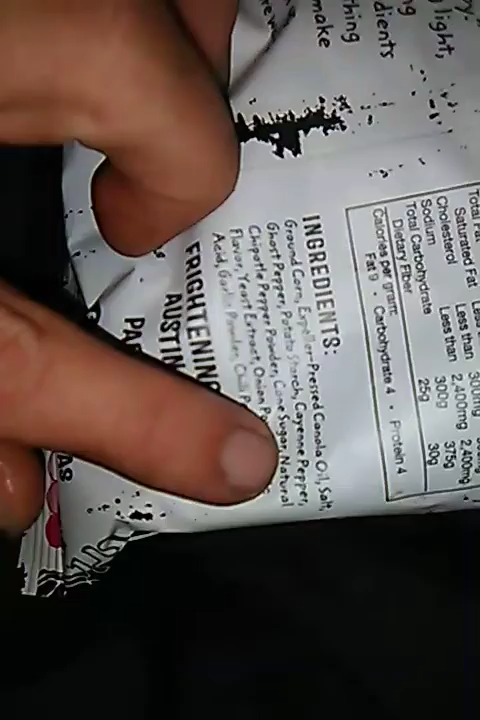 thing
make
ng
dients
light,
Total Fat Less
Saturated Fat Less than 300mg
Cholesterol Less than 2,400mg 2,400mg
Sodium 300g 375g
Total Carbohydrate 25g 30g
Dietary Fiber
Calories per gram:
Fat 9 • Carbohydrate 4 • Protein 4
INGREDIENTS:
Ground Corn, Expeller-Pressed Canola Oil, Salt,
Ghost Pepper, Potato Starch, Cayenne Pepper,
Chipotle Pepper Powder, Cane Sugar, Natural
Flavor, Yeast Extract, Onion
Acid, Garlic Powder, Chili
FRIGHTENING
AUSTIN
PA
AS